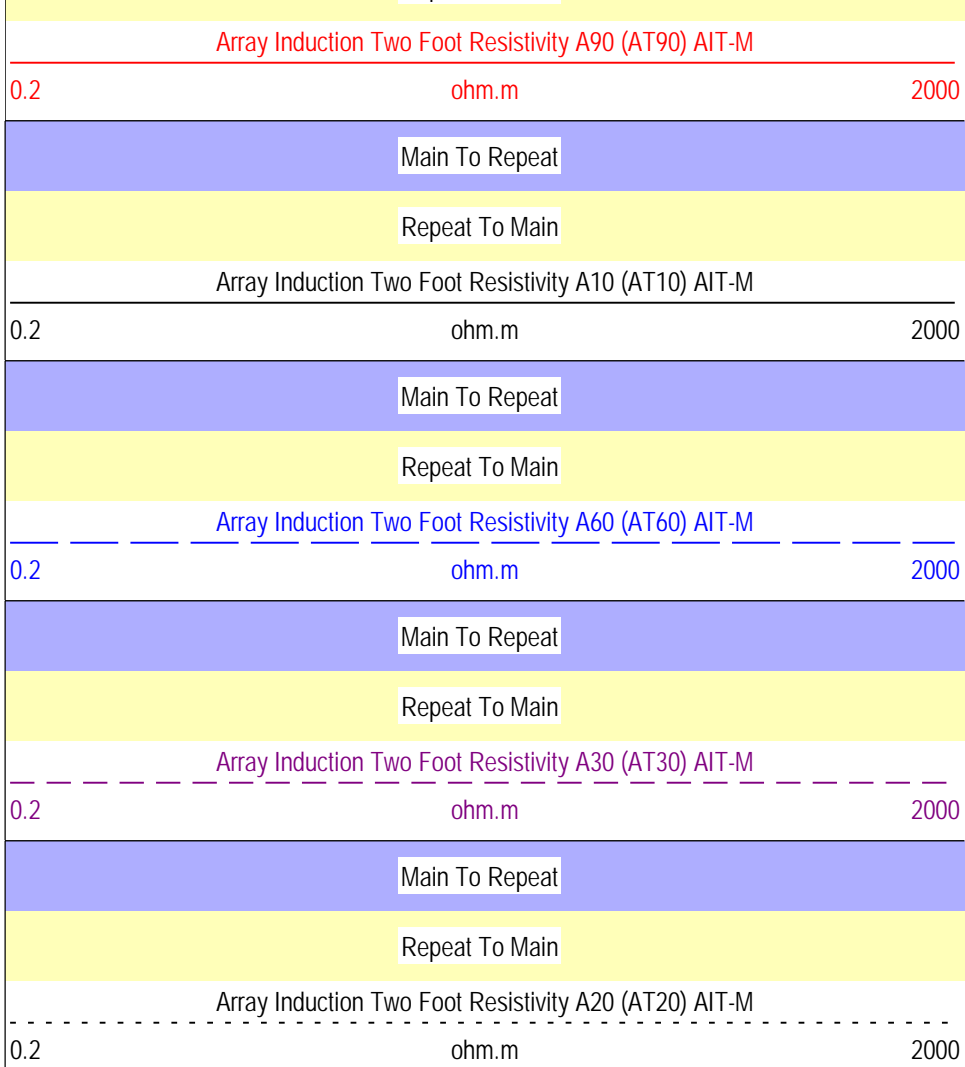 Array Induction Two Foot Resistivity A90 (AT90) AIT-M
0.2 ohm.m 2000
Main To Repeat
Repeat To Main
Array Induction Two Foot Resistivity A10 (AT10) AIT-M
0.2 ohm.m 2000
Main To Repeat
Repeat To Main
Array Induction Two Foot Resistivity A60 (AT60) AIT-M
0.2 ohm.m 2000
Main To Repeat
Repeat To Main
Array Induction Two Foot Resistivity A30 (AT30) AIT-M
0.2 ohm.m 2000
Main To Repeat
Repeat To Main
Array Induction Two Foot Resistivity A20 (AT20) AIT-M
0.2 ohm.m 2000